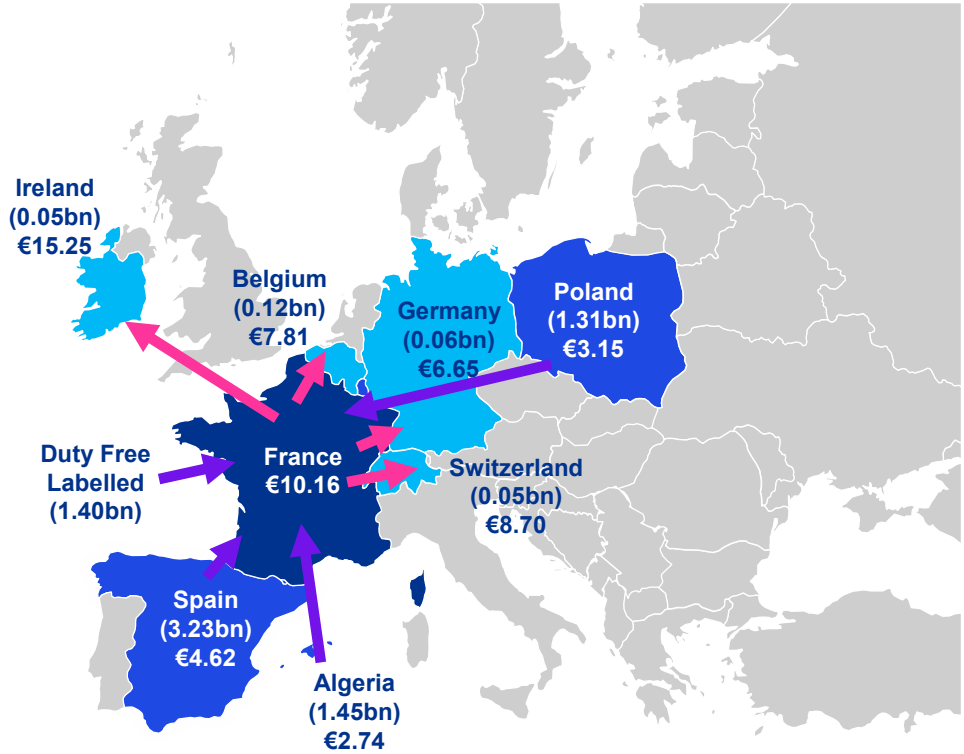 Ireland
(0.05bn)
€15.25
Belgium
(0.12bn)
€7.81
Germany
(0.06bn)
€6.65
Poland
(1.31bn)
€3.15
Duty Free
Labelled
(1.40bn)
France
€10.16
Switzerland
(0.05bn)
€8.70
Spain
(3.23bn)
€4.62
Algeria
(1.45bn)
€2.74